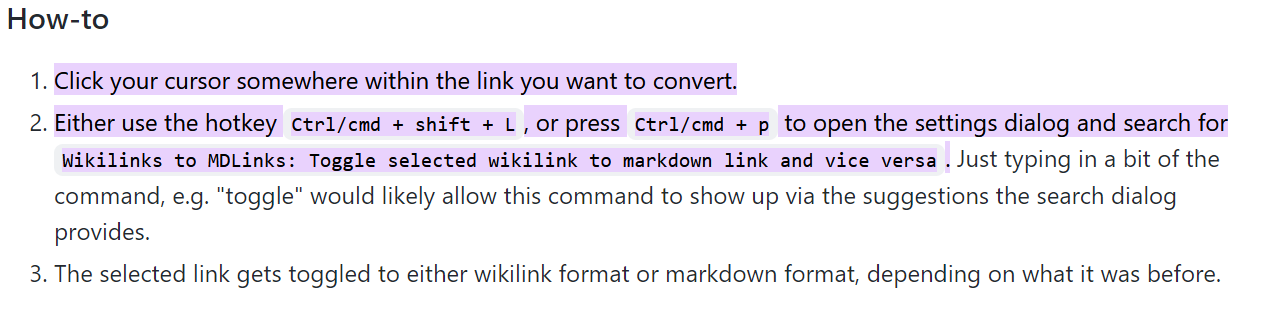 How-to
1. Click your cursor somewhere within the link you want to convert.
2. Either use the hotkey Ctrl/cmd + shift + L, or press Ctrl/cmd + p to open the settings dialog and search for
Wikilinks to MDLinks: Toggle selected wikilink to markdown link and vice versa. Just typing in a bit of the
command, e.g. "toggle" would likely allow this command to show up via the suggestions the search dialog
provides.
3. The selected link gets toggled to either wikilink format or markdown format, depending on what it was before.